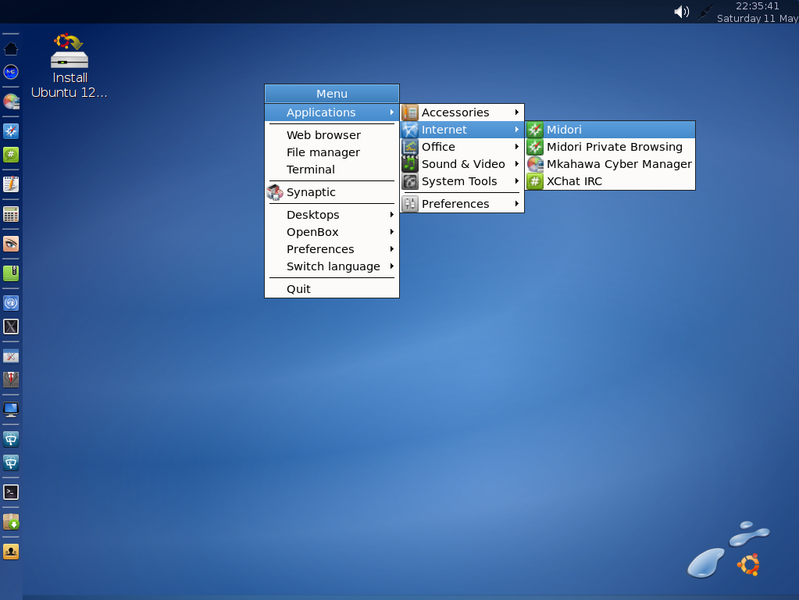 22:35:41
Saturday 11 May
Install
Ubuntu 12...
Menu
Applications
Web browser
File manager
Terminal
Synaptic
Desktops
OpenBox
Preferences
Switch language
Quit
Accessories
Internet
Office
Sound & Video
System Tools
Preferences
Midori
Midori Private Browsing
Mkahawa Cyber Manager
XChat IRC